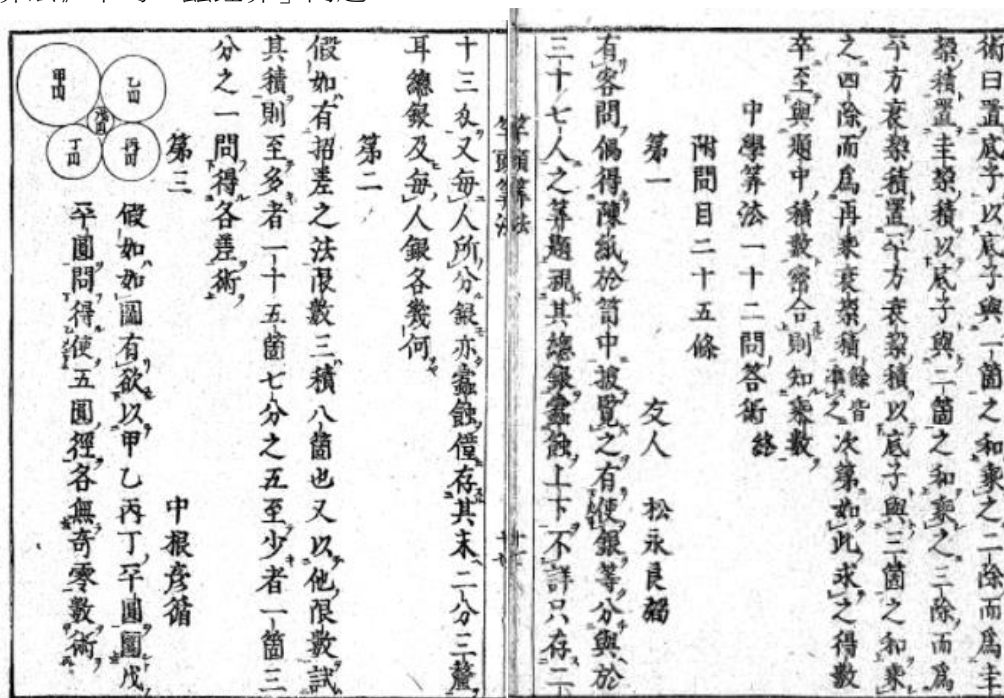 術曰置底子以底子與一箇之和乘之二除而爲圭
垜積置圭垜積以底子與二箇之和乘之三除而爲
平方衰垜積置平方衰垜積以底子與三箇之和乘
之四除而爲再乘衰垜積餘皆準之次第如此求之得數
卒至與題中積數密合則知乘數
中學筭法一十二問答術終
附問目二十五條
第一 友人 松永良弼
有客問偶得陳紙於笥中披覽之有使銀等分與於
三十七人之筭題視其總銀蠹蝕上下不詳只存二
十三匁又每人所分銀亦蠹蝕僅存其末二分三釐
耳總銀及每人銀各幾何
第二
假如有招差之法限數三積八箇也又以他限數試
其積則至多者一十五箇七分之五至少者一箇三
分之一問得各差術
第三 中根彥循
假如如圖有欲以甲乙丙丁平圓圍戊
平圓問得使五圓徑各無奇零數術
甲円
乙円
戊円
丙円
丁円